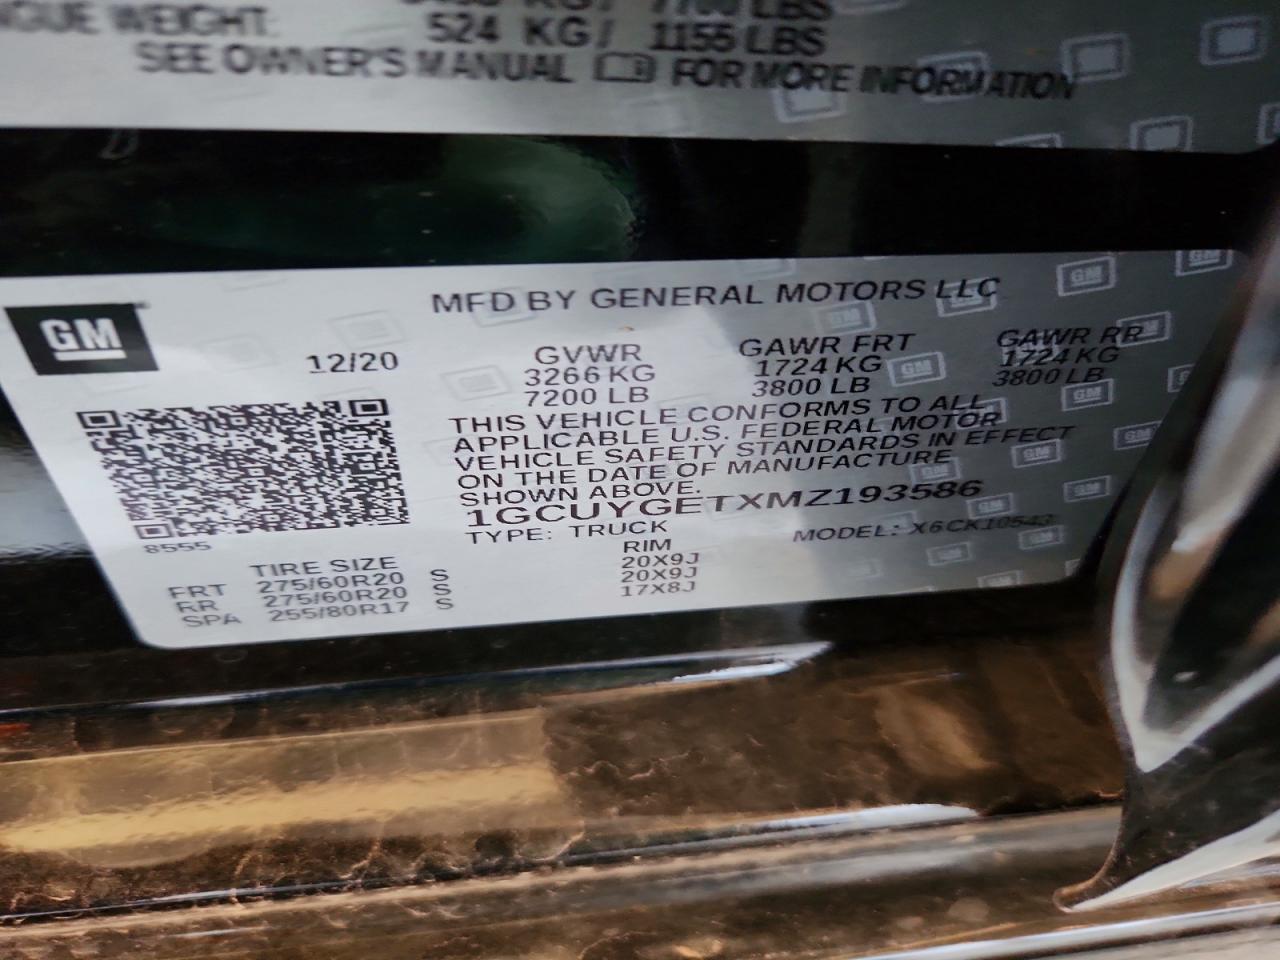 GUE WEIGHT:
524 KG/ 1155 LBS
SEE OWNER'S MANUAL FOR MORE INFORMATION
GM
MFD BY GENERAL MOTORS LLC
12/20
GVWR GAWR FRT GAWR RR
3266 KG 1724 KG 1724 KG
7200 LB 3800 LB 3800 LB
THIS VEHICLE CONFORMS TO ALL
APPLICABLE U.S. FEDERAL MOTOR
VEHICLE SAFETY STANDARDS IN EFFECT
ON THE DATE OF MANUFACTURE
SHOWN ABOVE.
1GCUYGETXMZ193586
TYPE: TRUCK MODEL: X6CK10543
8555
TIRE SIZE RIM
FRT 275/60R20 S 20X9J
RR 275/60R20 S 20X9J
SPA 255/80R17 S 17X8J